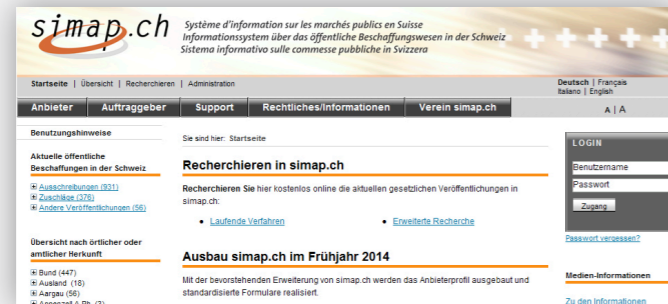 simap.ch
Système d'information sur les marchés publics en Suisse
Informationssystem über das öffentliche Beschaffungswesen in der Schweiz
Sistema informativo sulle commesse pubbliche in Svizzera
Startseite | Übersicht | Recherchieren | Administration
Deutsch | Français
Italiano | English
Anbieter Auftraggeber Support Rechtliches/Informationen Verein simap.ch
A | A
Benutzungshinweise
Aktuelle öffentliche
Beschaffungen in der Schweiz
Ausschreibungen (931)
Zuschläge (376)
Andere Veröffentlichungen (56)
Übersicht nach örtlicher oder
amtlicher Herkunft
Bund (447)
Ausland (18)
Aargau (56)
Appenzell A.Rh. (3)
Sie sind hier: Startseite
Recherchieren in simap.ch
Recherchieren Sie hier kostenlos online die aktuellen gesetzlichen Veröffentlichungen in
simap.ch:
Laufende Verfahren
Erweiterte Recherche
Ausbau simap.ch im Frühjahr 2014
Mit der bevorstehenden Erweiterung von simap.ch werden das Anbieterprofil ausgebaut und
standardisierte Formulare realisiert.
LOGIN
Benutzername
Passwort
Zugang
Passwort vergessen?
Medien-Informationen
Zu den Informationen